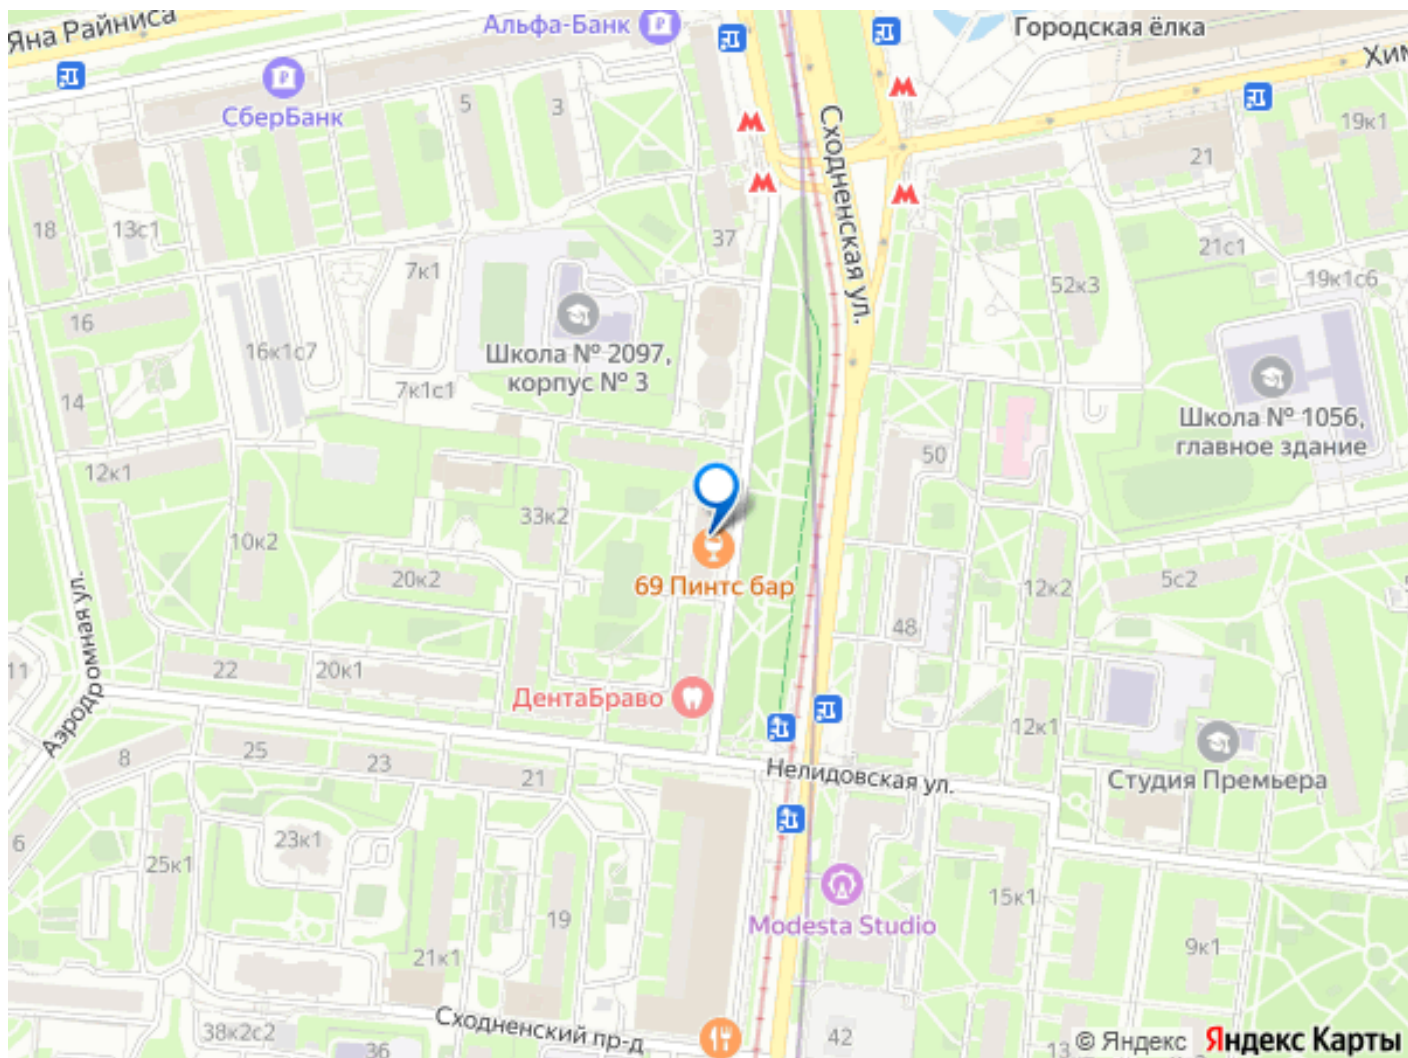 Яна Райниса
Альфа-Банк
Городская ёлка
СберБанк
5
3
19к1
21
Сходненская ул.
18
13с1
37
21с1
7к1
52к3
19к1с6
16
16к1с7
Школа № 2097,
корпус № 3
7к1с1
14
Школа № 1056,
главное здание
50
12к1
33к2
10к2
20к2
69 Пинтс бар
12к2
5с2
Аэродромная ул.
48
11
22
20к1
ДентаБраво
12к1
8
25
23
21
Нелидовская ул.
Студия Премьера
6
23к1
25к1
15к1
19
Modesta Studio
21к1
9к1
Сходненский пр-д
38к2с2
36
42
13
© Яндекс Яндекс Карты